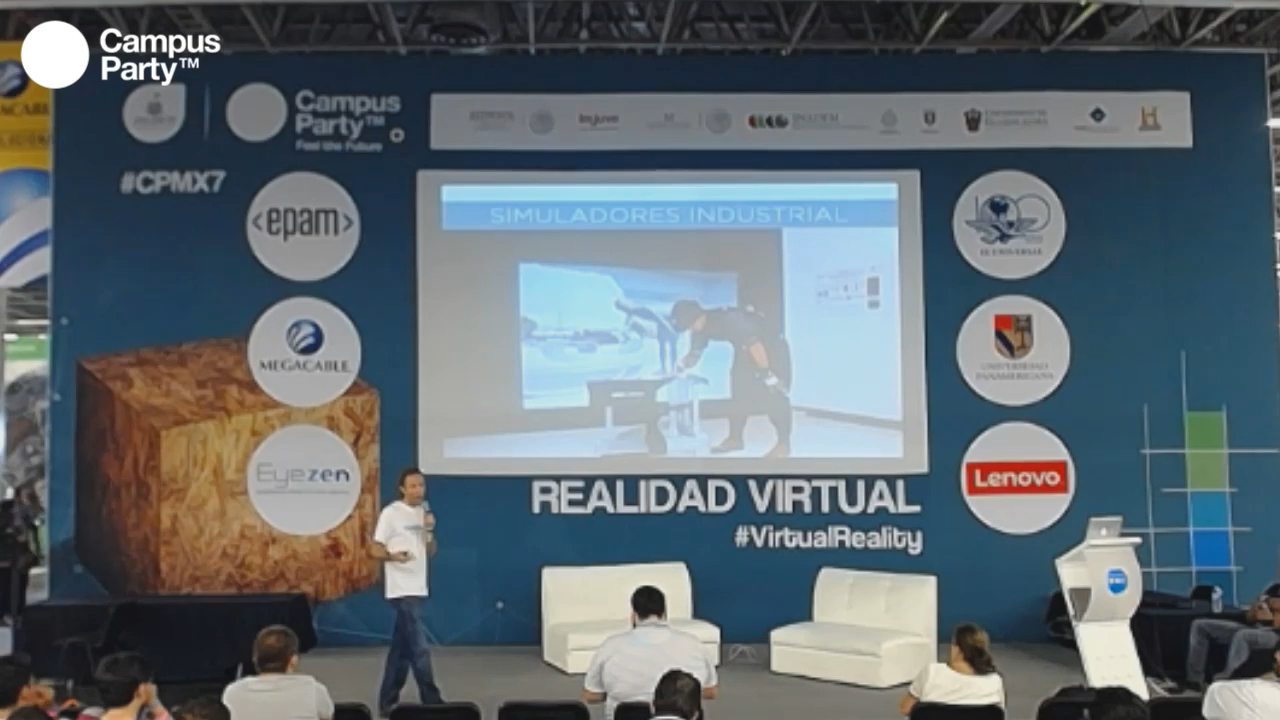 Campus
Party™
Campus
Party™
Feel the Future
#CPMX7
INADEM
SIMULADORES INDUSTRIAL
<epam>
MEGACABLE
Eyezen
EL UNIVERSAL
UNIVERSIDAD
PANAMERICANA
Lenovo
REALIDAD VIRTUAL
#VirtualReality